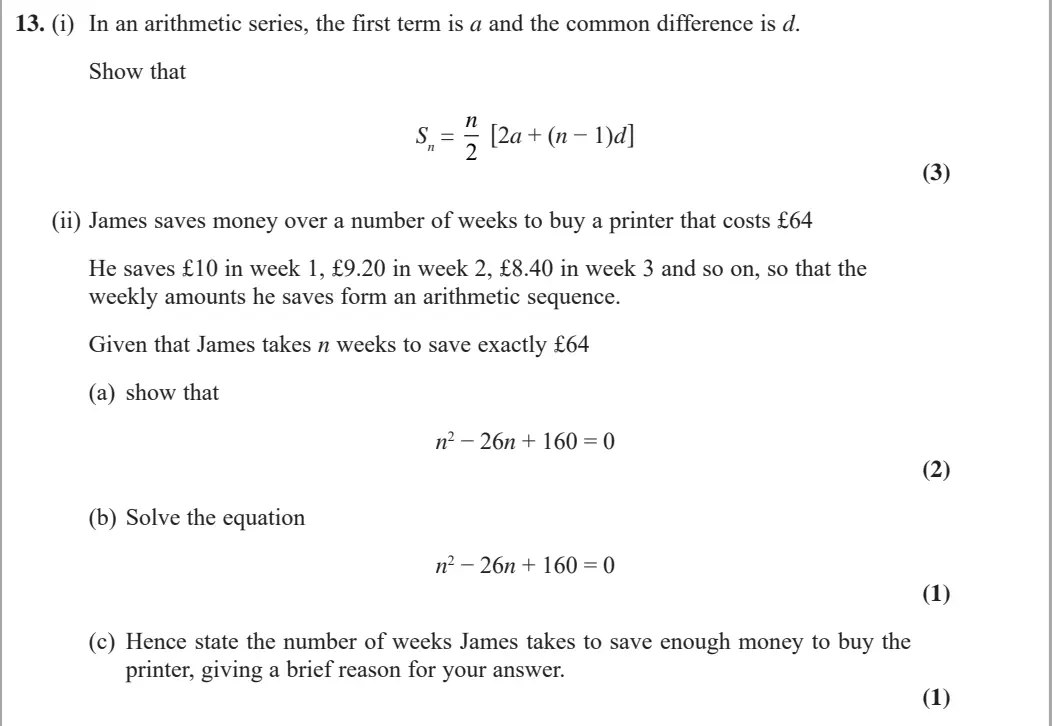 13. (i) In an arithmetic series, the first term is a and the common difference is d.
Show that
Sₙ = n/2 [2a + (n − 1)d]
(3)
(ii) James saves money over a number of weeks to buy a printer that costs £64
He saves £10 in week 1, £9.20 in week 2, £8.40 in week 3 and so on, so that the
weekly amounts he saves form an arithmetic sequence.
Given that James takes n weeks to save exactly £64
(a) show that
n² − 26n + 160 = 0
(2)
(b) Solve the equation
n² − 26n + 160 = 0
(1)
(c) Hence state the number of weeks James takes to save enough money to buy the
printer, giving a brief reason for your answer.
(1)